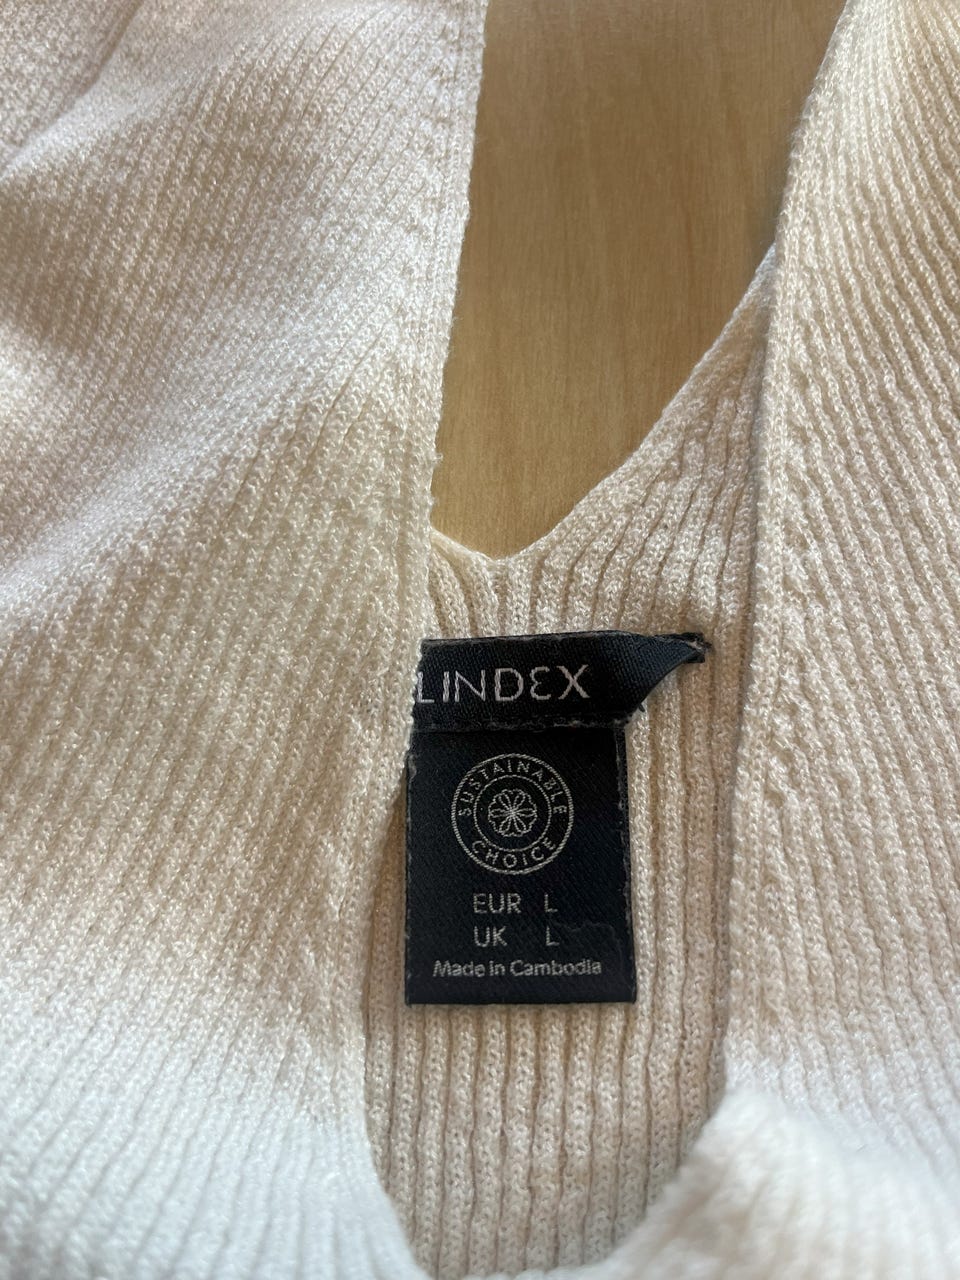 LINDEX
SUSTAINABLE
CHOICE
EUR L
UK L
Made in Cambodia